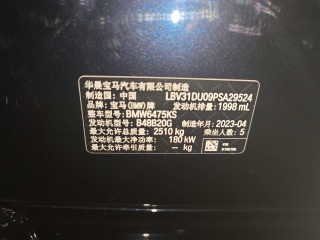 华晨宝马汽车有限公司制造
制造国：中国 LBV31DU09PSA29524
品牌：宝马(BMW)牌 发动机排量：1998 mL
整车型号：BMW6475KS
发动机型号：B48B20G 制造年月：2023-04
最大允许总质量：2510 kg 乘坐人数：5
发动机最大净功率：180 kW
最大允许牵引质量：— kg